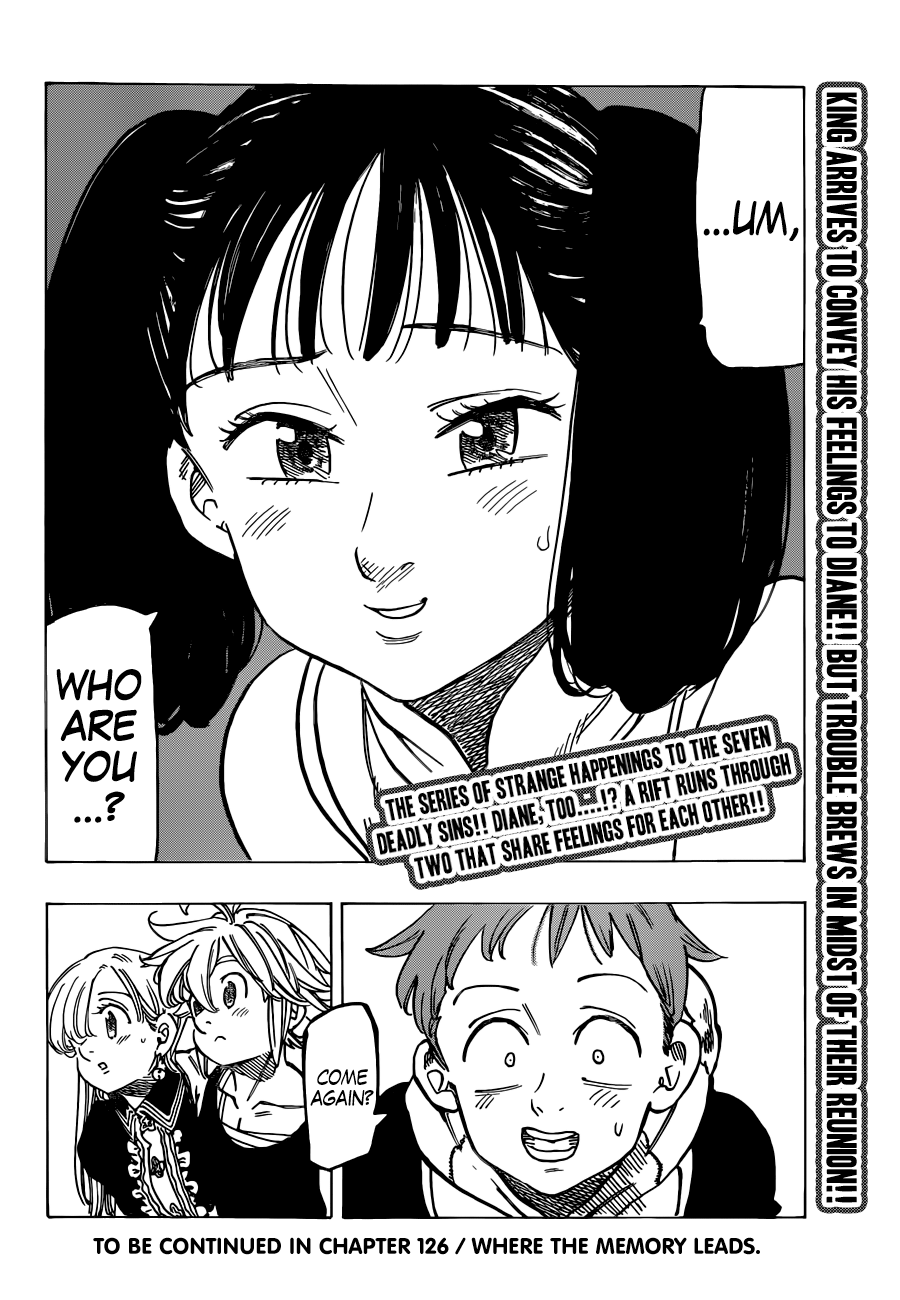 ...UM,
WHO
ARE
YOU
...?
THE SERIES OF STRANGE HAPPENINGS TO THE SEVEN
DEADLY SINS!! DIANE, TOO....!? A RIFT RUNS THROUGH
TWO THAT SHARE FEELINGS FOR EACH OTHER!!
KING ARRIVES TO CONVEY HIS FEELINGS TO DIANE!! BUT TROUBLE BREWS IN MIDST OF THEIR REUNION!!
COME
AGAIN?
TO BE CONTINUED IN CHAPTER 126 / WHERE THE MEMORY LEADS.